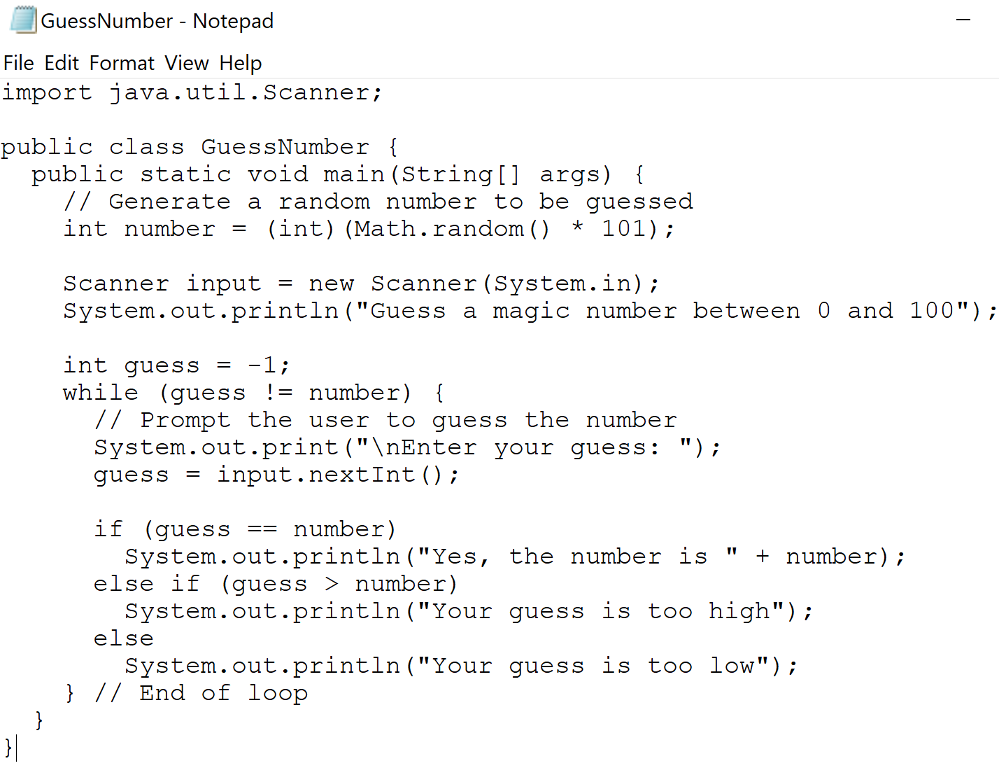 GuessNumber - Notepad
File Edit Format View Help
import java.util.Scanner;

public class GuessNumber {
  public static void main(String[] args) {
    // Generate a random number to be guessed
    int number = (int)(Math.random() * 101);

    Scanner input = new Scanner(System.in);
    System.out.println("Guess a magic number between 0 and 100");

    int guess = -1;
    while (guess != number) {
      // Prompt the user to guess the number
      System.out.print("\nEnter your guess: ");
      guess = input.nextInt();

      if (guess == number)
        System.out.println("Yes, the number is " + number);
      else if (guess > number)
        System.out.println("Your guess is too high");
      else
        System.out.println("Your guess is too low");
    } // End of loop
  }
}